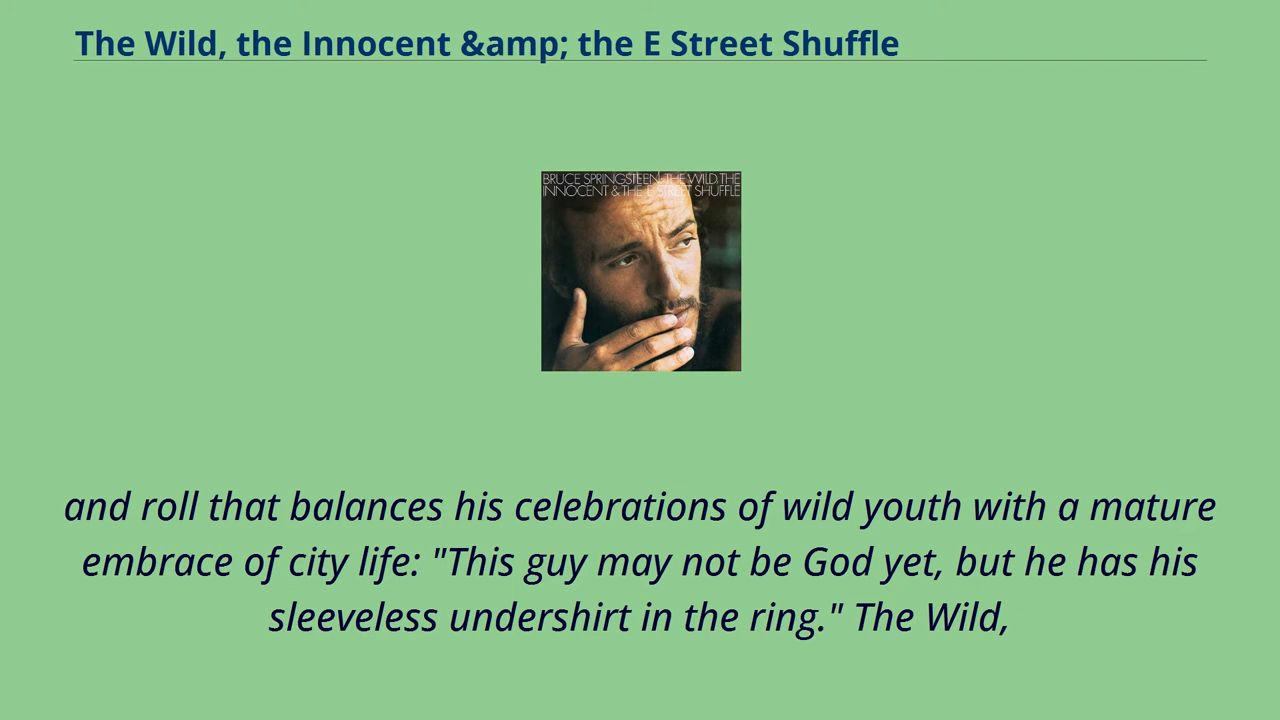 The Wild, the Innocent &amp; the E Street Shuffle
BRUCE SPRINGSTEEN, THE WILD, THE
INNOCENT & THE E STREET SHUFFLE
and roll that balances his celebrations of wild youth with a mature
embrace of city life: "This guy may not be God yet, but he has his
sleeveless undershirt in the ring." The Wild,